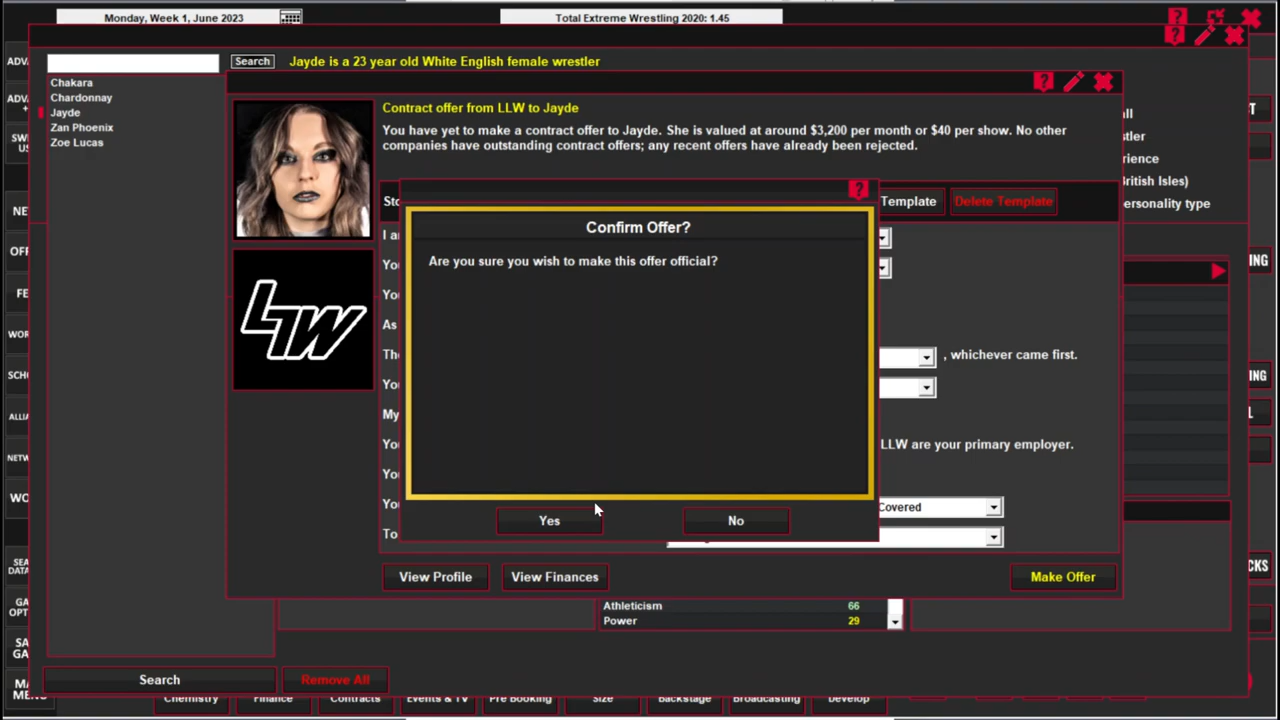 Monday, Week 1, June 2023
Total Extreme Wrestling 2020: 1.45
Search
Jayde is a 23 year old White English female wrestler
Chakara
Chardonnay
Jayde
Zan Phoenix
Zoe Lucas
Contract offer from LLW to Jayde
You have yet to make a contract offer to Jayde. She is valued at around $3,200 per month or $40 per show. No other
companies have outstanding contract offers; any recent offers have already been rejected.
Template
Delete Template
Confirm Offer?
Are you sure you wish to make this offer official?
Yes
No
LLW
, whichever came first.
LLW are your primary employer.
Covered
View Profile
View Finances
Make Offer
Athleticism 66
Power 29
British Isles)
personality type
Search
Remove All
Chemistry
Finance
Contracts
Events & TV
Pre Booking
Size
Backstage
Broadcasting
Develop